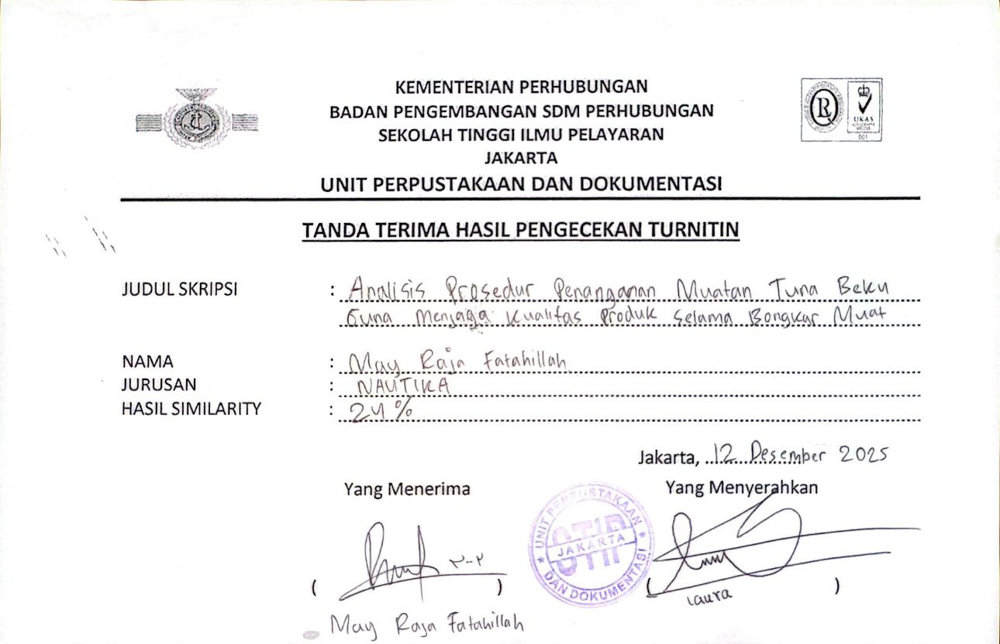 KEMENTERIAN PERHUBUNGAN
BADAN PENGEMBANGAN SDM PERHUBUNGAN
SEKOLAH TINGGI ILMU PELAYARAN
JAKARTA
UNIT PERPUSTAKAAN DAN DOKUMENTASI
R UKAS
001
TANDA TERIMA HASIL PENGECEKAN TURNITIN
JUDUL SKRIPSI : Analisis Prosedur Penanganan Muatan Tuna Beku
Guna Menjaga Kualitas Produk Selama Bongkar Muat
NAMA : May Raja Fatahillah
JURUSAN : NAUTIKA
HASIL SIMILARITY : 24%
Jakarta, 12 Desember 2025
Yang Menerima Yang Menyerahkan
UNIT PERPUSTAKAAN
STIP
JAKARTA
DAN DOKUMENTASI
( ) ( )
Laura
May Raja Fatahillah